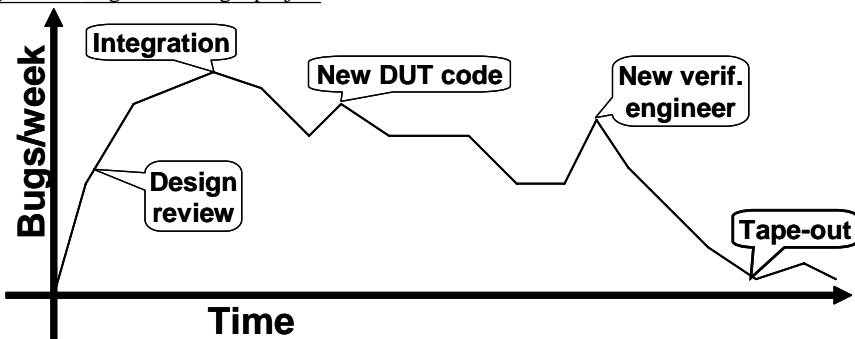 Integration
New DUT code
New verif.
engineer
Bugs/week
Design
review
Tape-out
Time